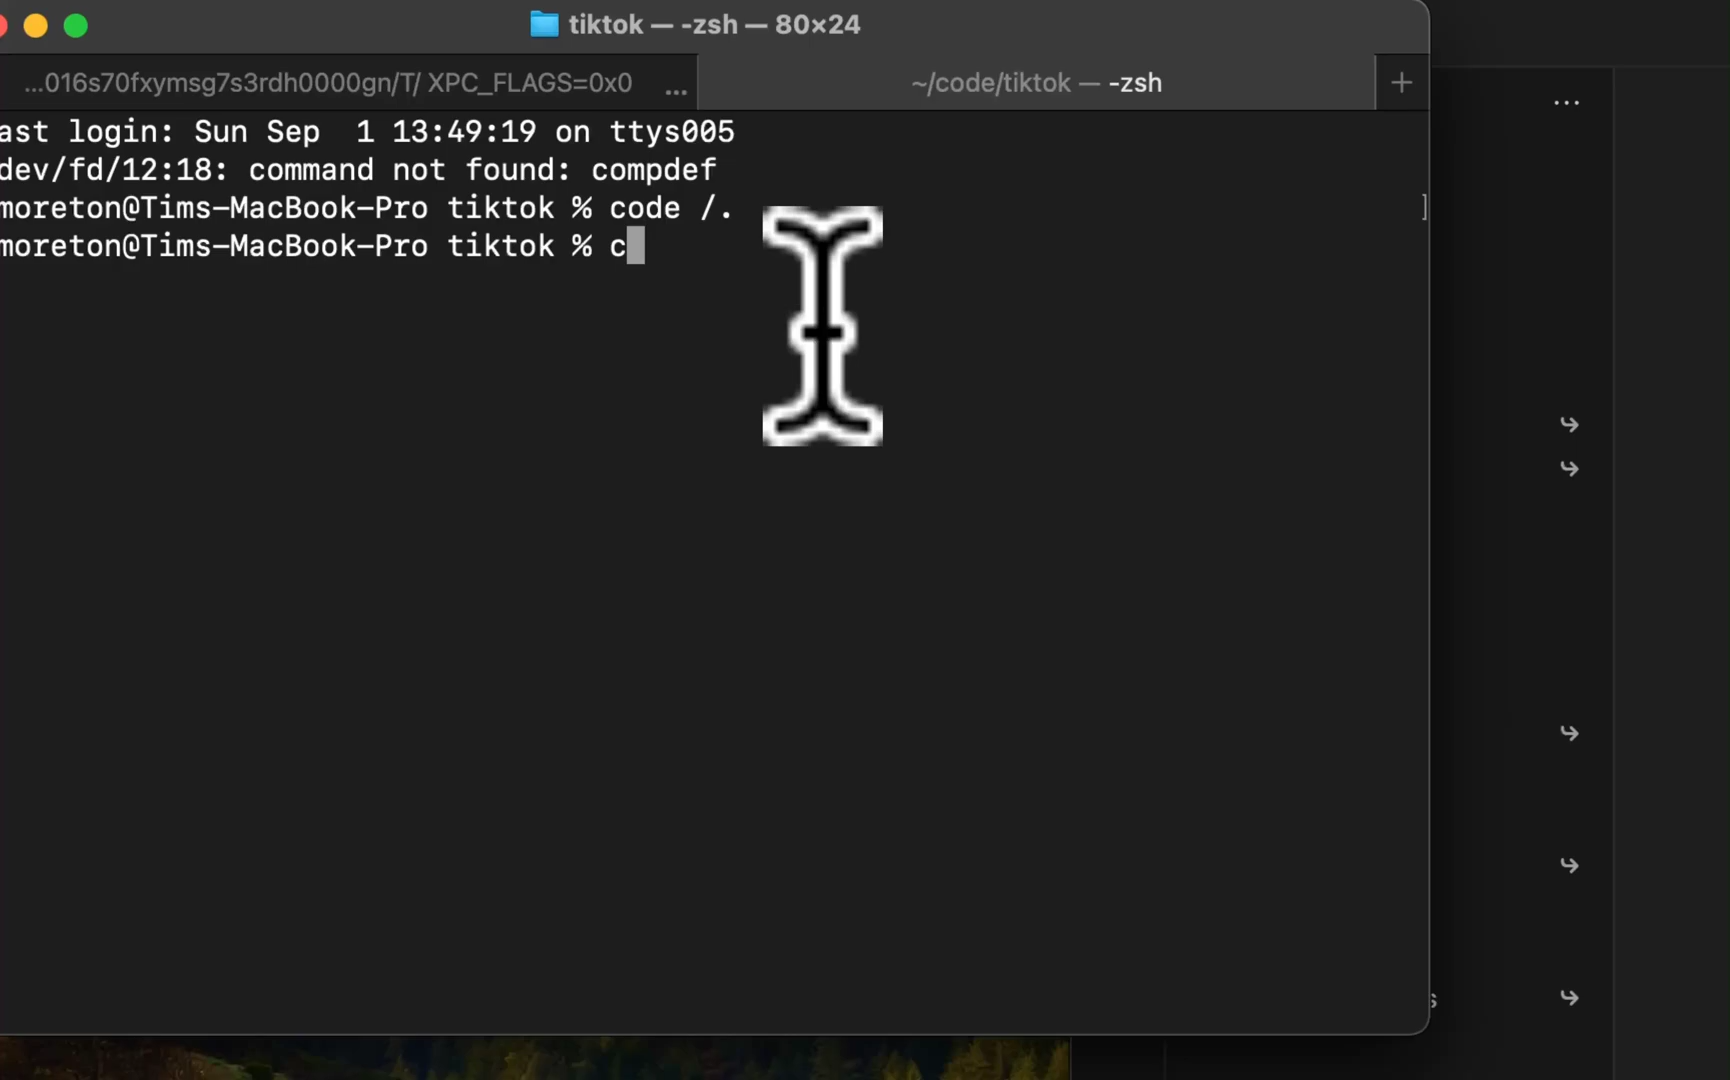 tiktok — -zsh — 80×24
...016s70fxymsg7s3rdh0000gn/T/ XPC_FLAGS=0x0 ...
~/code/tiktok — -zsh +
ast login: Sun Sep  1 13:49:19 on ttys005
dev/fd/12:18: command not found: compdef
moreton@Tims-MacBook-Pro tiktok % code /. ]
moreton@Tims-MacBook-Pro tiktok % c
s